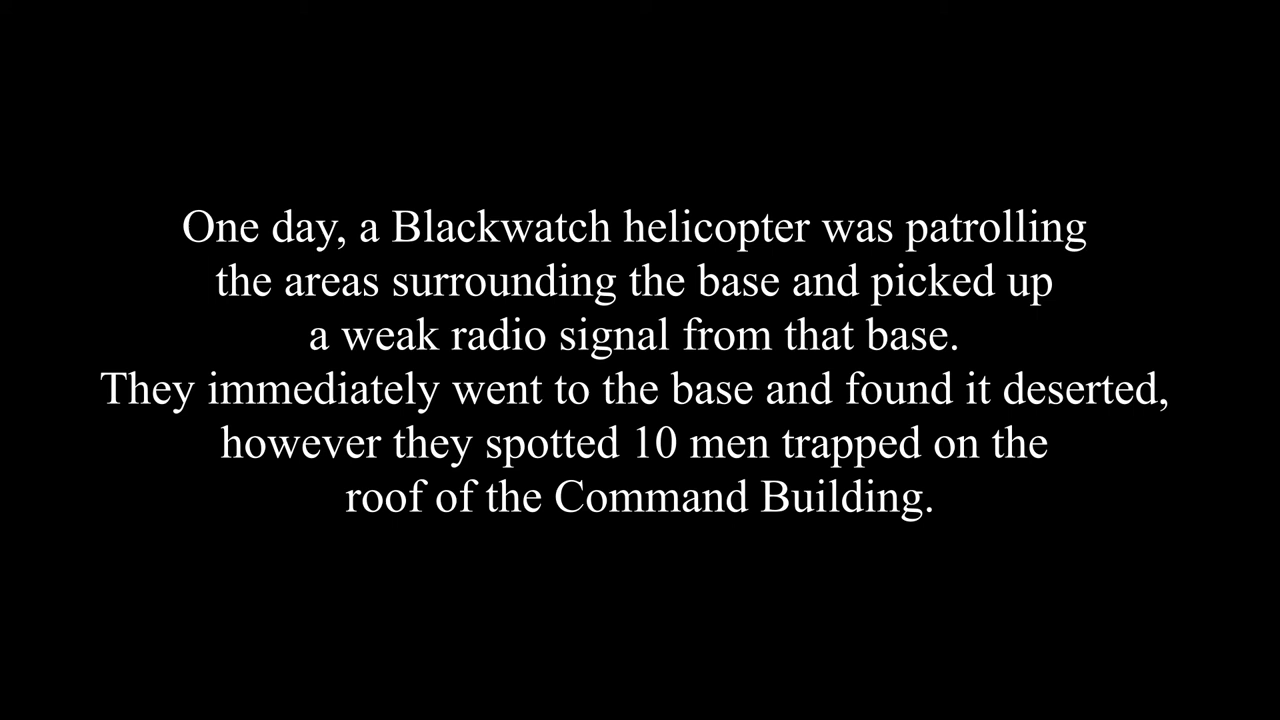 One day, a Blackwatch helicopter was patrolling
the areas surrounding the base and picked up
a weak radio signal from that base.
They immediately went to the base and found it deserted,
however they spotted 10 men trapped on the
roof of the Command Building.